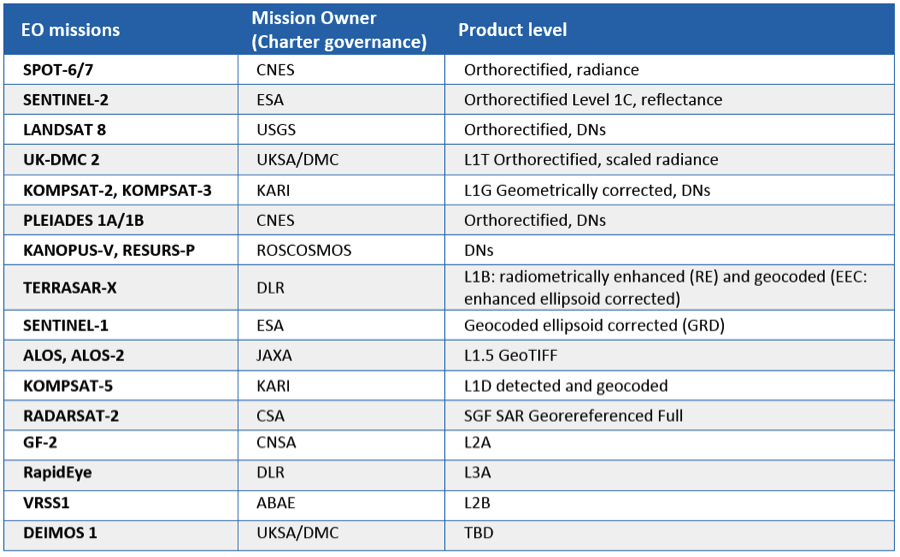 EO missions Mission Owner (Charter governance) Product level
SPOT-6/7 CNES Orthorectified, radiance
SENTINEL-2 ESA Orthorectified Level 1C, reflectance
LANDSAT 8 USGS Orthorectified, DNs
UK-DMC 2 UKSA/DMC L1T Orthorectified, scaled radiance
KOMPSAT-2, KOMPSAT-3 KARI L1G Geometrically corrected, DNs
PLEIADES 1A/1B CNES Orthorectified, DNs
KANOPUS-V, RESURS-P ROSCOSMOS DNs
TERRASAR-X DLR L1B: radiometrically enhanced (RE) and geocoded (EEC:
enhanced ellipsoid corrected)
SENTINEL-1 ESA Geocoded ellipsoid corrected (GRD)
ALOS, ALOS-2 JAXA L1.5 GeoTIFF
KOMPSAT-5 KARI L1D detected and geocoded
RADARSAT-2 CSA SGF SAR Georereferenced Full
GF-2 CNSA L2A
RapidEye DLR L3A
VRSS1 ABAE L2B
DEIMOS 1 UKSA/DMC TBD